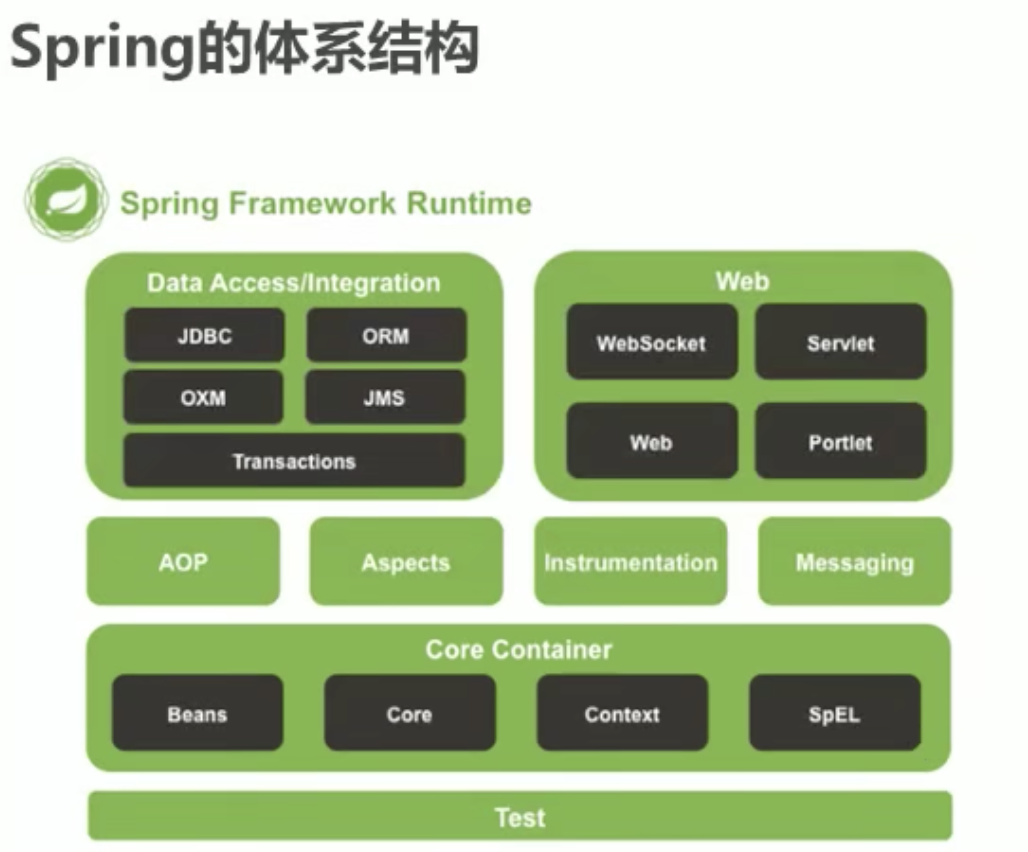 Spring的体系结构
Spring Framework Runtime
Data Access/Integration
JDBC
ORM
OXM
JMS
Transactions
Web
WebSocket
Servlet
Web
Portlet
AOP
Aspects
Instrumentation
Messaging
Core Container
Beans
Core
Context
SpEL
Test